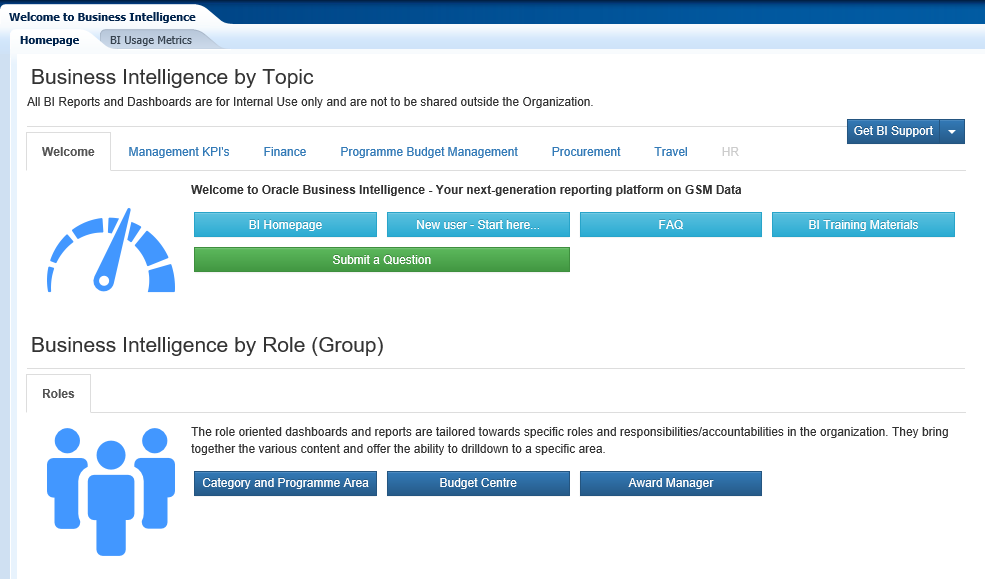 Welcome to Business Intelligence
Homepage BI Usage Metrics
Business Intelligence by Topic
All BI Reports and Dashboards are for Internal Use only and are not to be shared outside the Organization.
Get BI Support
Welcome Management KPI's Finance Programme Budget Management Procurement Travel HR
Welcome to Oracle Business Intelligence - Your next-generation reporting platform on GSM Data
BI Homepage New user - Start here... FAQ BI Training Materials
Submit a Question
Business Intelligence by Role (Group)
Roles
The role oriented dashboards and reports are tailored towards specific roles and responsibilities/accountabilities in the organization. They bring
together the various content and offer the ability to drilldown to a specific area.
Category and Programme Area Budget Centre Award Manager